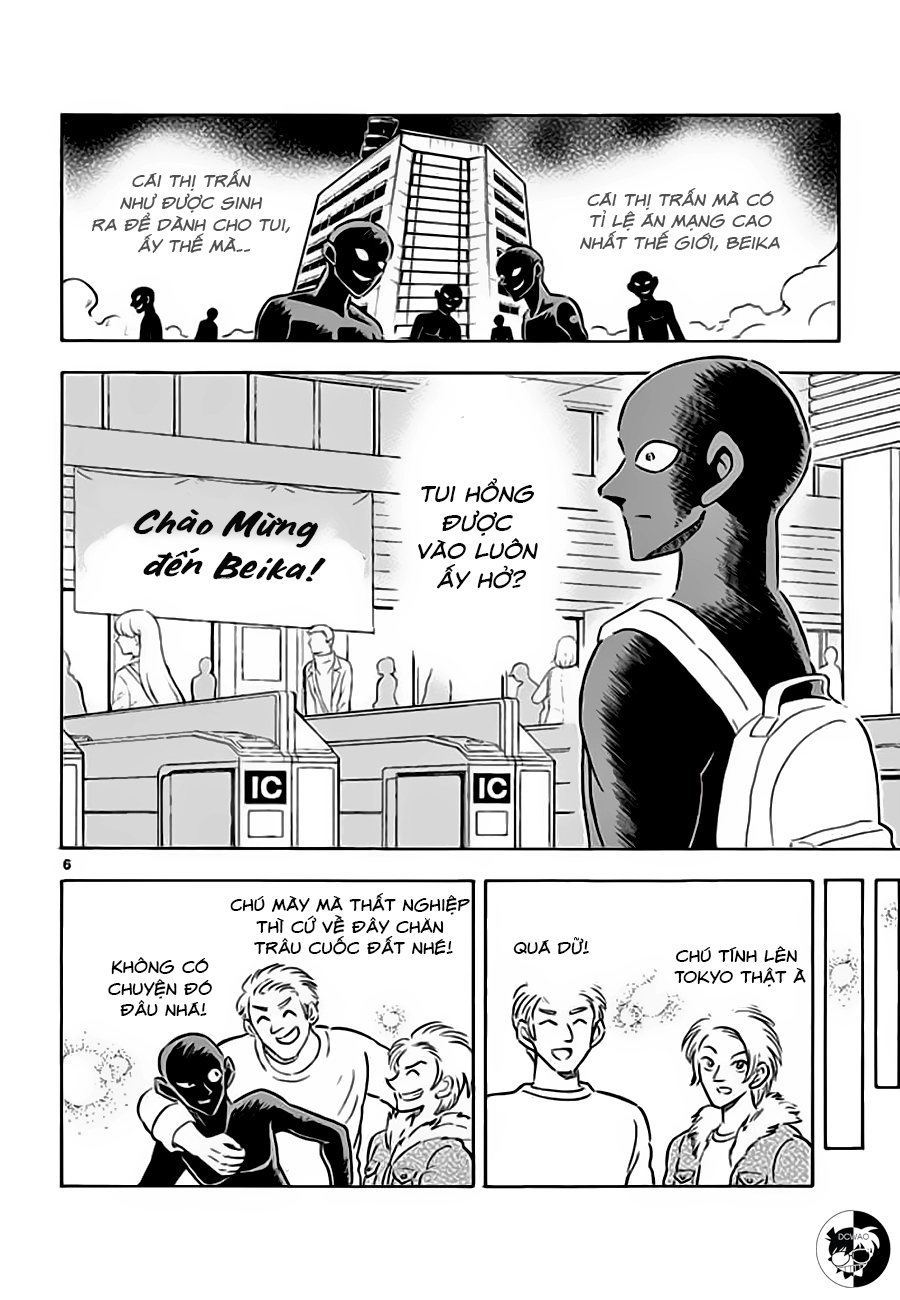 CÁI THỊ TRẤN MÀ CÓ
TỈ LỆ ÁN MẠNG CAO
NHẤT THẾ GIỚI, BEIKA
CÁI THỊ TRẤN
NHƯ ĐƯỢC SINH
RA ĐỂ DÀNH CHO TUI,
ẤY THẾ MÀ...
TUI HỔNG
ĐƯỢC
VÀO LUÔN
ẤY HỞ?
Chào Mừng
đến Beika!
IC
IC
6
CHÚ TÍNH LÊN
TOKYO THẬT À
QUÁ DỮ!
CHÚ MÀY MÀ THẤT NGHIỆP
THÌ CỨ VỀ ĐÂY CHĂN
TRÂU CUỐC ĐẤT NHÉ!
KHÔNG CÓ
CHUYỆN ĐÓ
ĐÂU NHÁ!
DCWAO